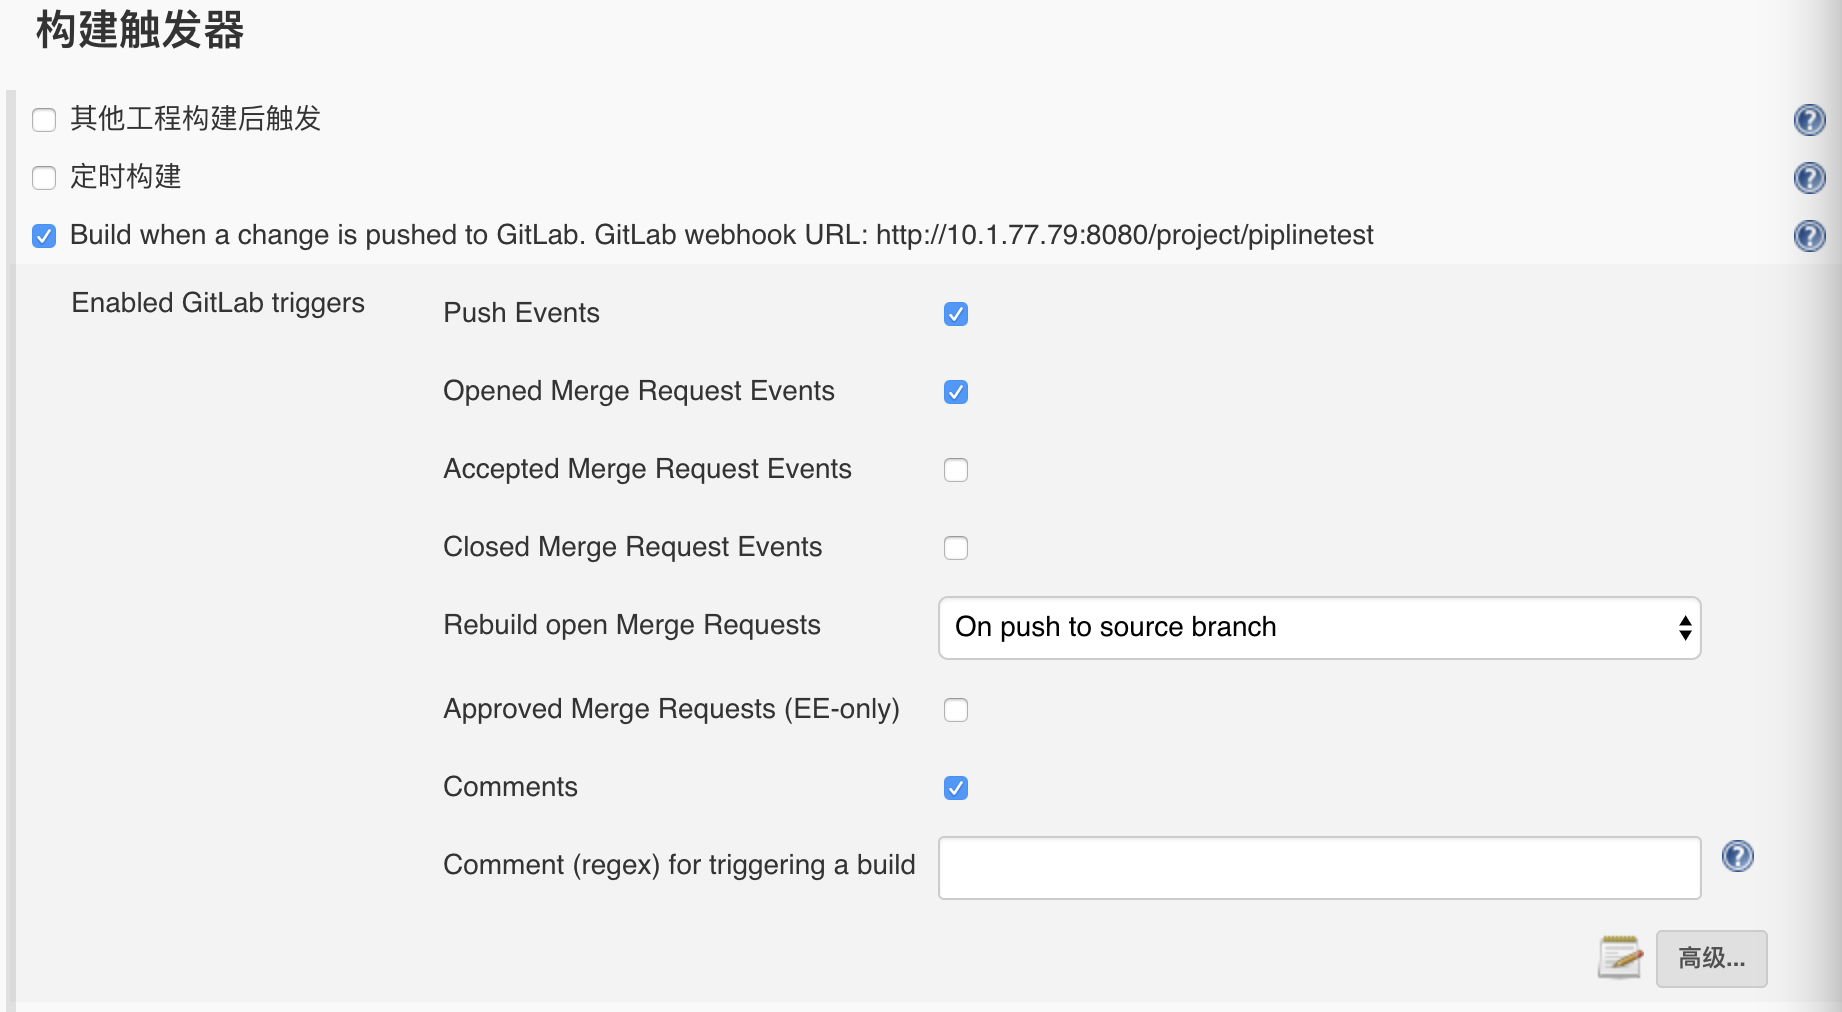 构建触发器
其他工程构建后触发
定时构建
Build when a change is pushed to GitLab. GitLab webhook URL: http://10.1.77.79:8080/project/piplinetest
Enabled GitLab triggers
Push Events
Opened Merge Request Events
Accepted Merge Request Events
Closed Merge Request Events
Rebuild open Merge Requests
On push to source branch
Approved Merge Requests (EE-only)
Comments
Comment (regex) for triggering a build
高级...